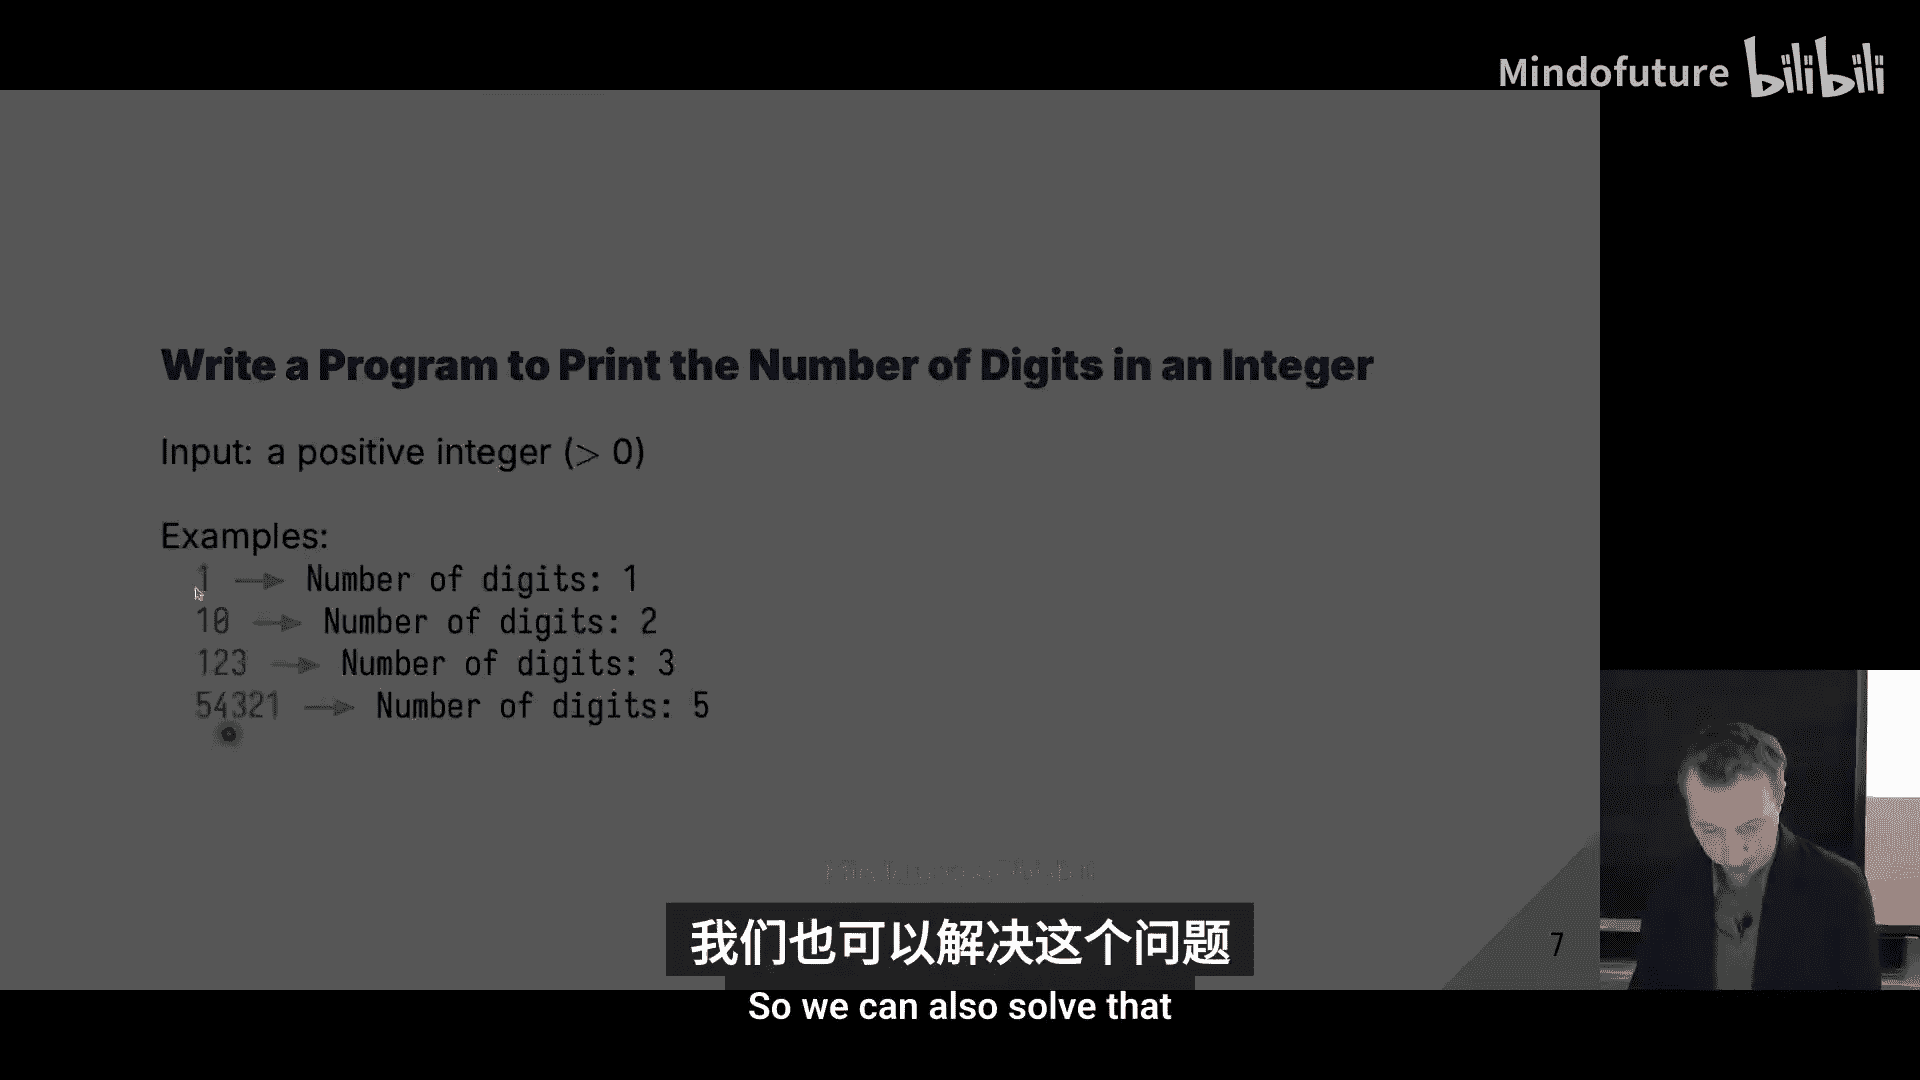 Mindofuture bilibili
Write a Program to Print the Number of Digits in an Integer
Input: a positive integer (> 0)
Examples:
1 → Number of digits: 1
10 → Number of digits: 2
123 → Number of digits: 3
54321 → Number of digits: 5
我们也可以解决这个问题
7
So we can also solve that